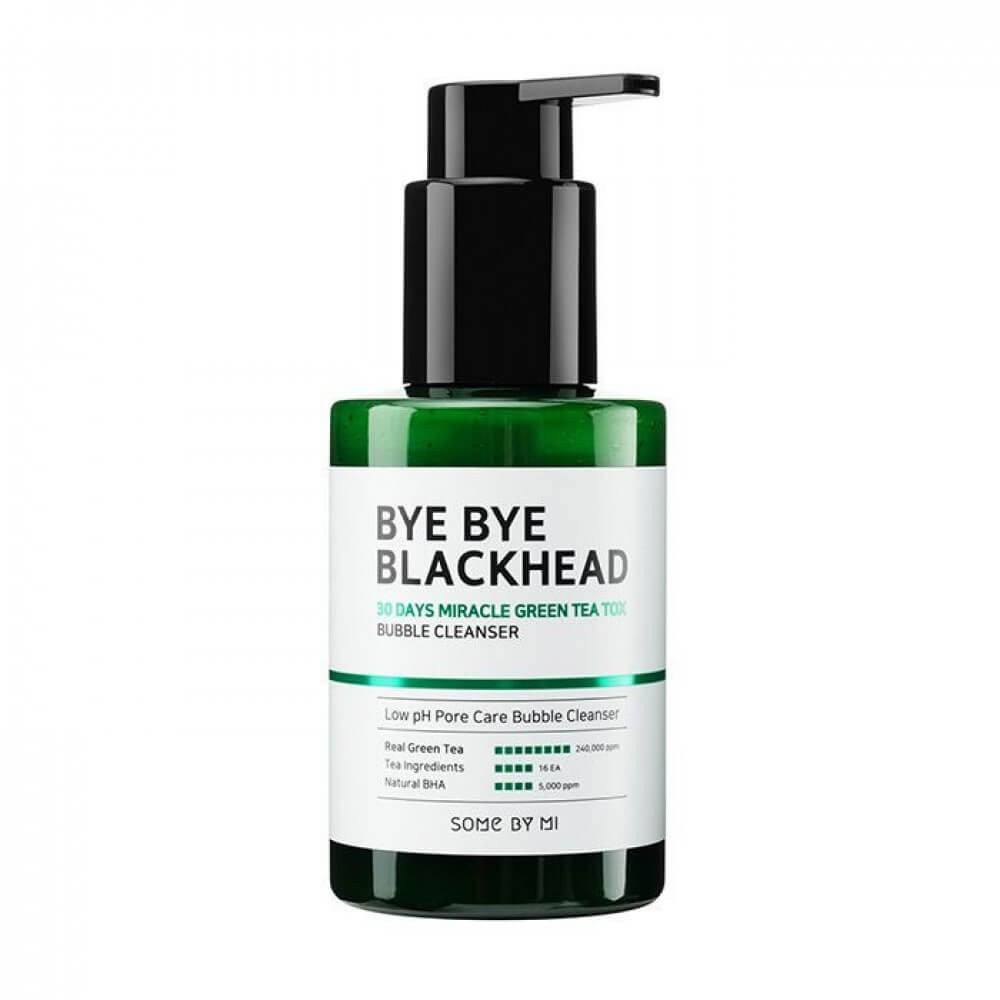 BYE BYE
BLACKHEAD
30 DAYS MIRACLE GREEN TEA TOX
BUBBLE CLEANSER
Low pH Pore Care Bubble Cleanser
Real Green Tea 240,000 ppm
Tea Ingredients 16 EA
Natural BHA 5,000 ppm
SOME BY MI